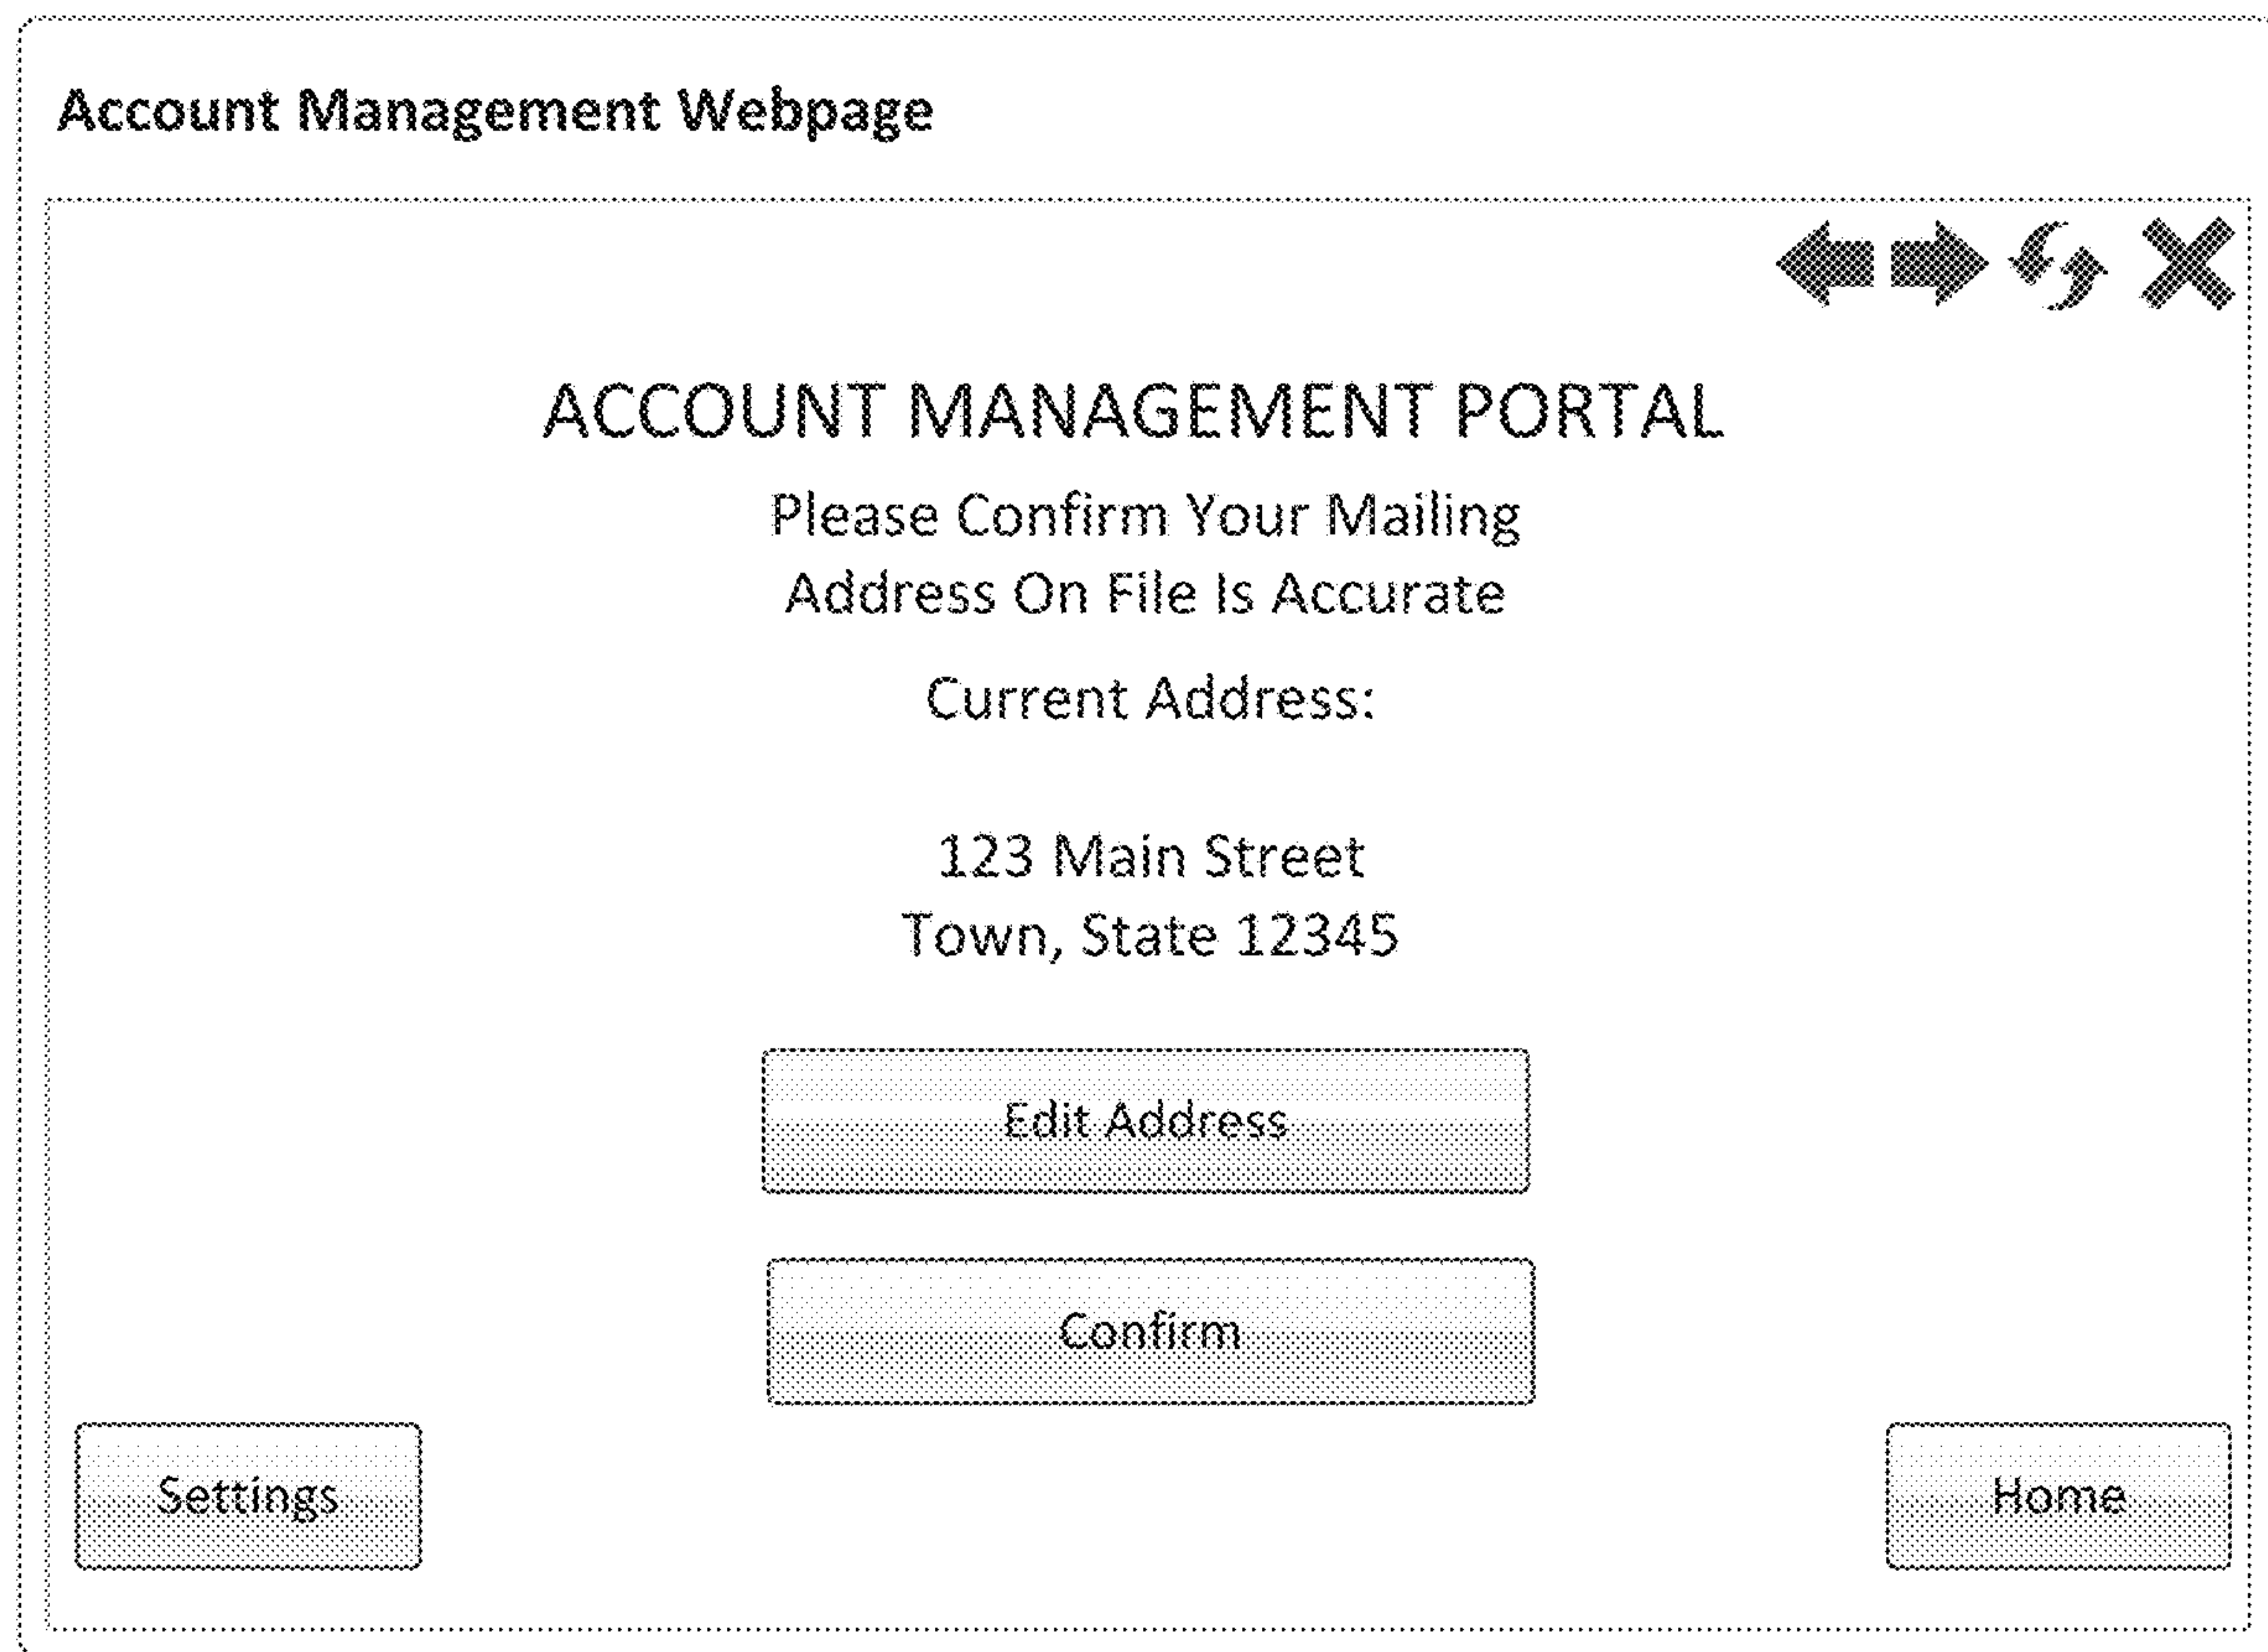 Account Management Webpage
ACCOUNT MANAGEMENT PORTAL
Please Confirm Your Mailing
Address On File Is Accurate
Current Address:
123 Main Street
Town, State 12345
Edit Address
Confirm
Settings
Home